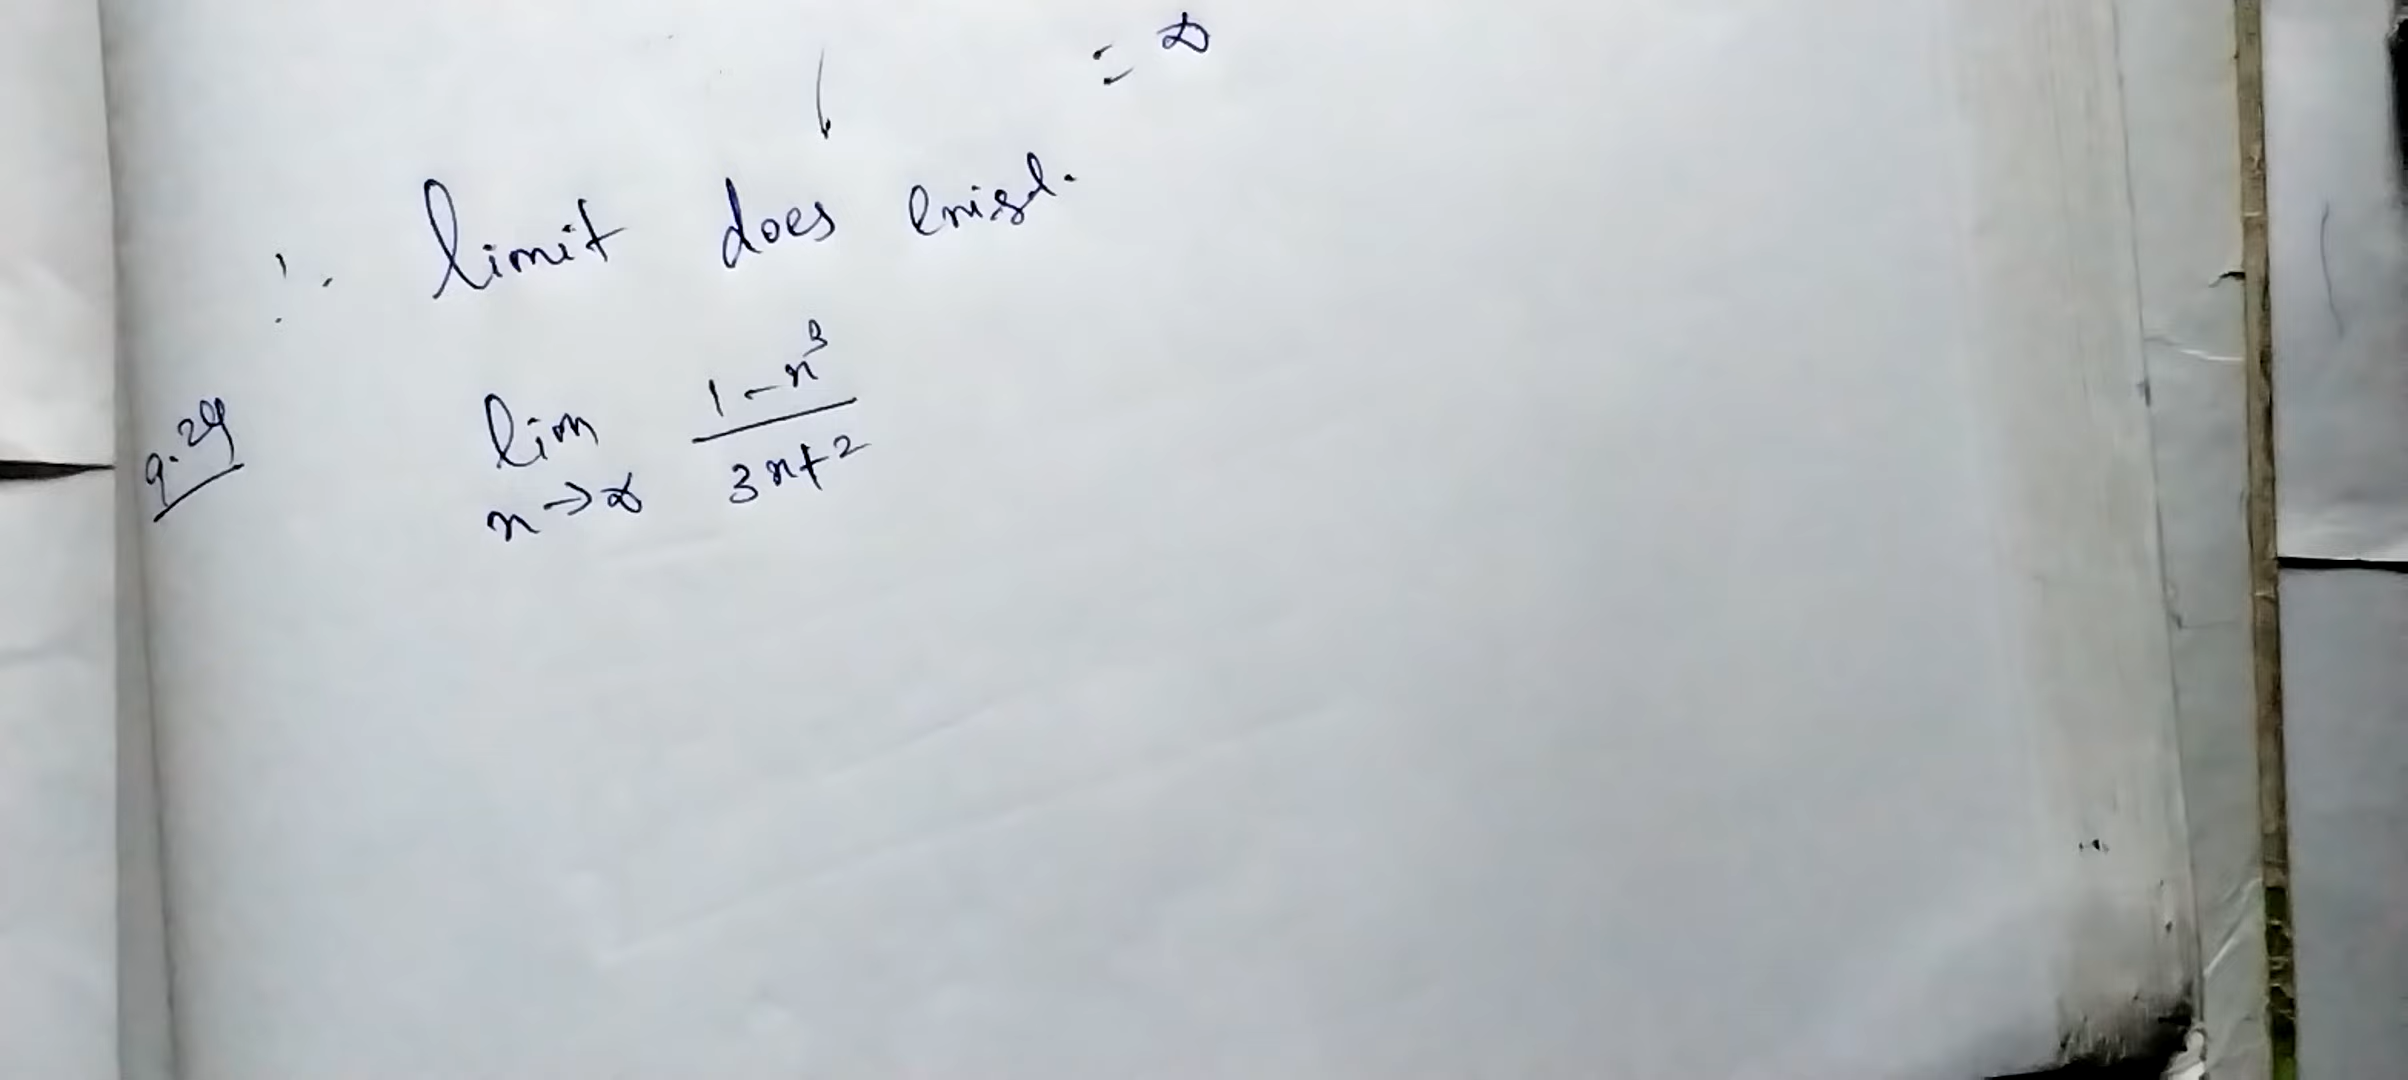 = ∞
∴ limit does exist.
Q.29 lim x→∞ (1-x³)/(3x+2)